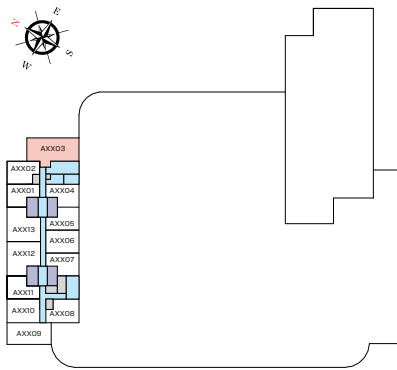 N
E
W
S
AXX03
AXX02
AXX01 AXX04
AXX13 AXX05
AXX06
AXX12 AXX07
AXX11
AXX10 AXX08
AXX09